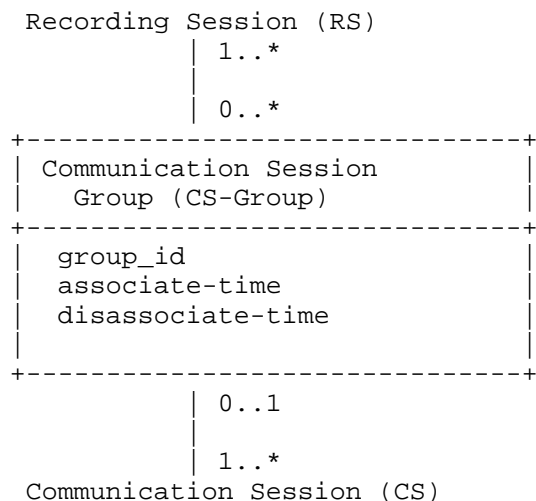 Recording Session (RS)
1..*
0..*
Communication Session
Group (CS-Group)
group_id
associate-time
disassociate-time
0..1
1..*
Communication Session (CS)